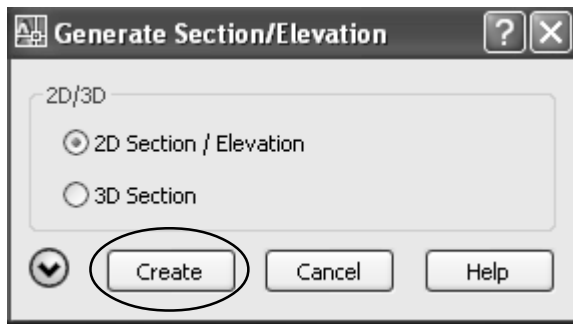 Generate Section/Elevation
2D/3D
2D Section / Elevation
3D Section
Create Cancel Help